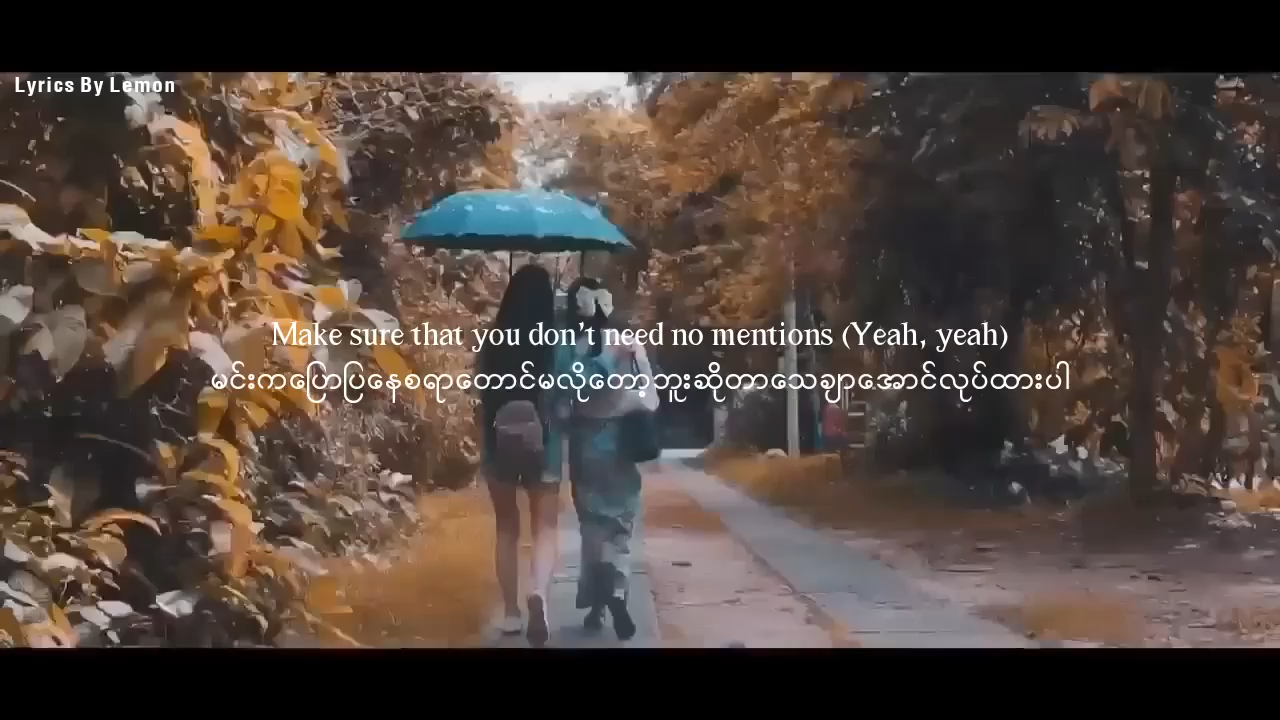 Lyrics By Lemon
Make sure that you don't need no mentions (Yeah, yeah)
မင်းကပြောပြနေစရာတောင်မလိုတော့ဘူးဆိုတာသေချာအောင်လုပ်ထားပါ